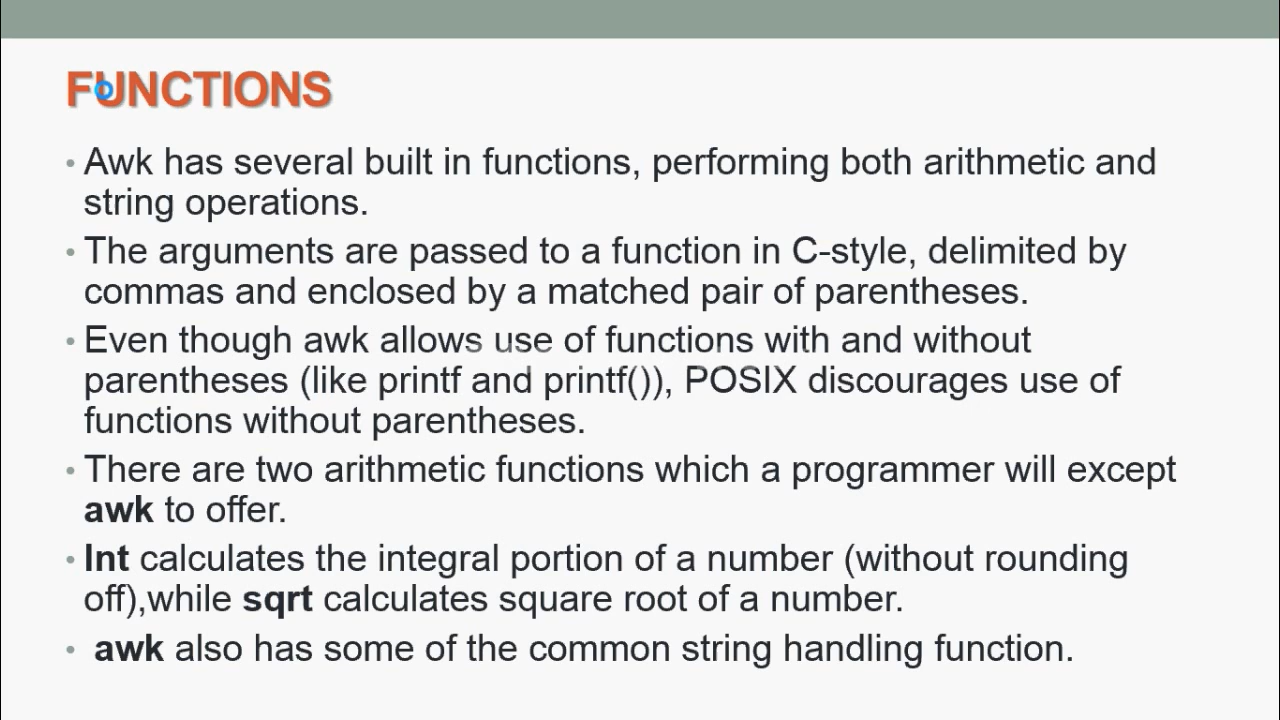 FUNCTIONS
• Awk has several built in functions, performing both arithmetic and
string operations.
• The arguments are passed to a function in C-style, delimited by
commas and enclosed by a matched pair of parentheses.
• Even though awk allows use of functions with and without
parentheses (like printf and printf()), POSIX discourages use of
functions without parentheses.
• There are two arithmetic functions which a programmer will except
awk to offer.
• Int calculates the integral portion of a number (without rounding
off),while sqrt calculates square root of a number.
• awk also has some of the common string handling function.